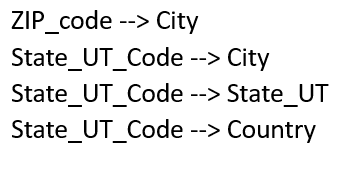 ZIP_code --> City
State_UT_Code --> City
State_UT_Code --> State_UT
State_UT_Code --> Country